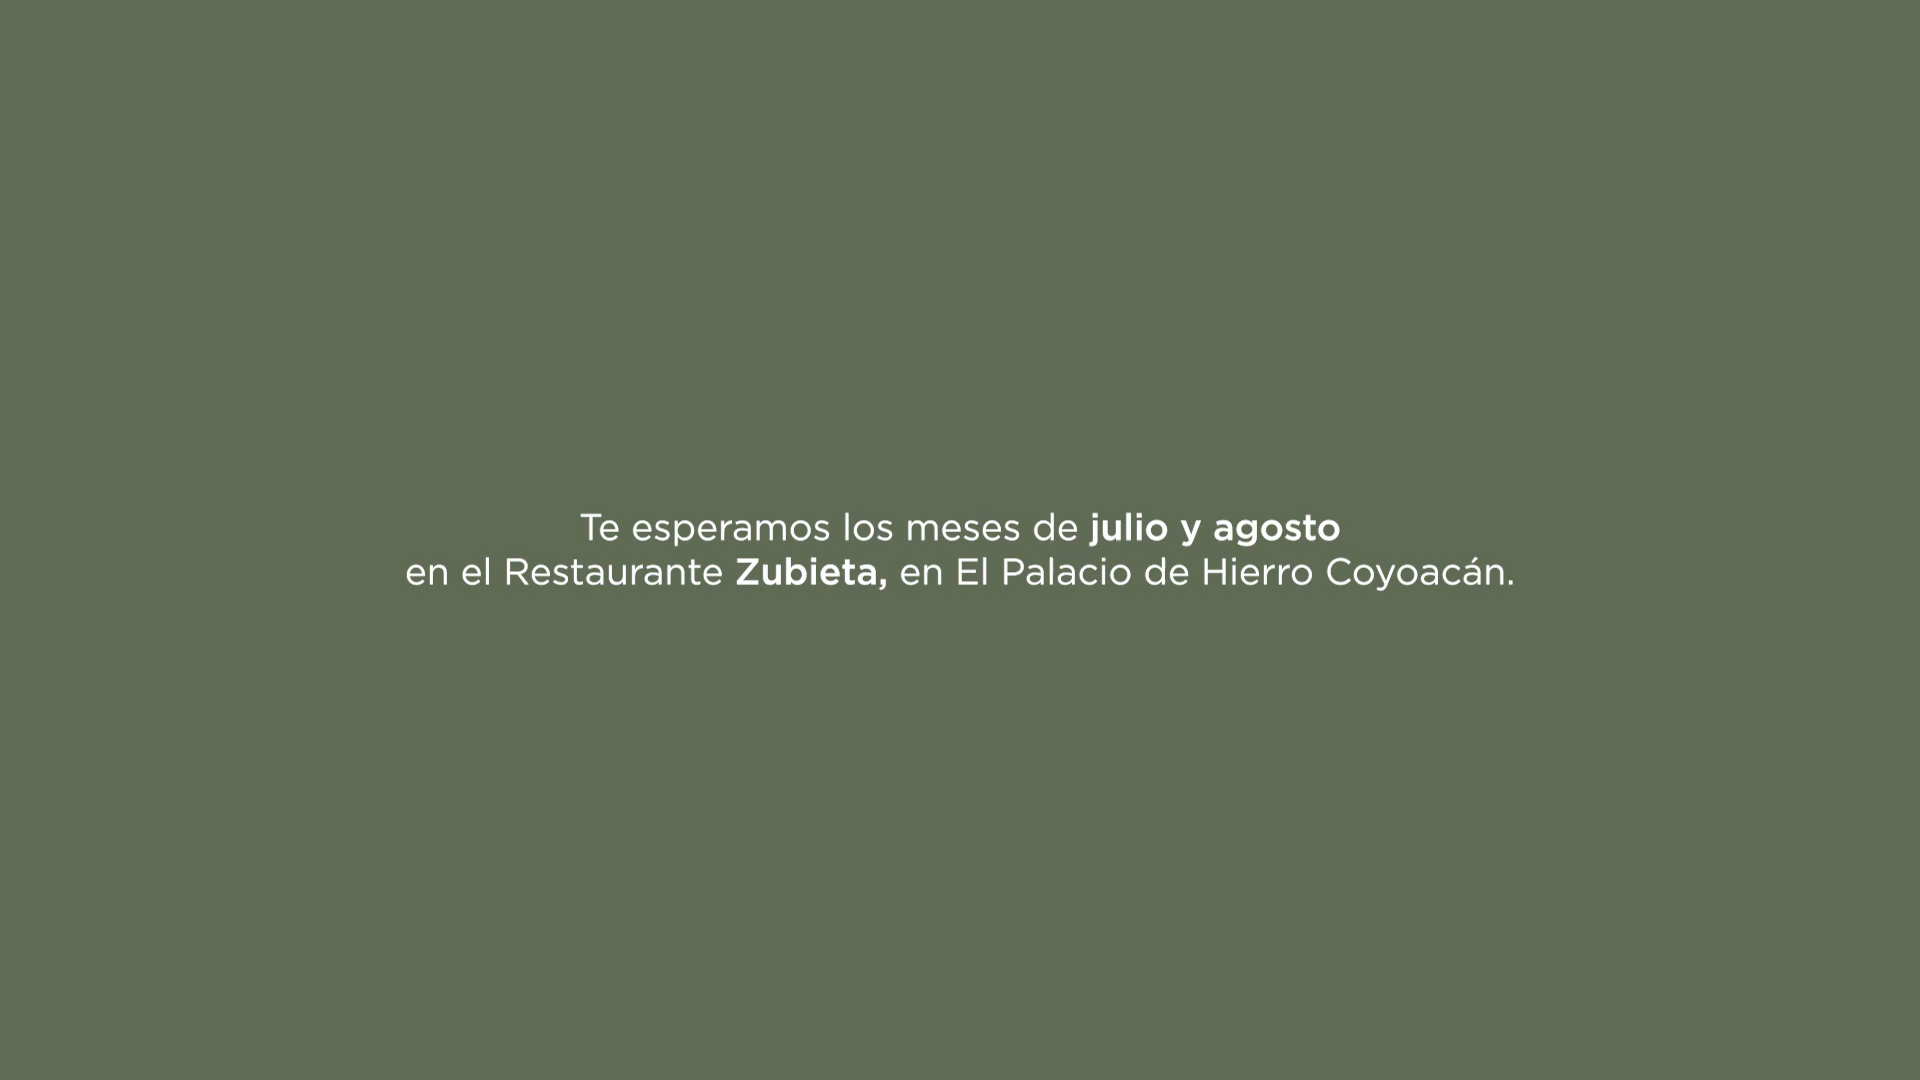 Te esperamos los meses de julio y agosto
en el Restaurante Zubieta, en El Palacio de Hierro Coyoacán.